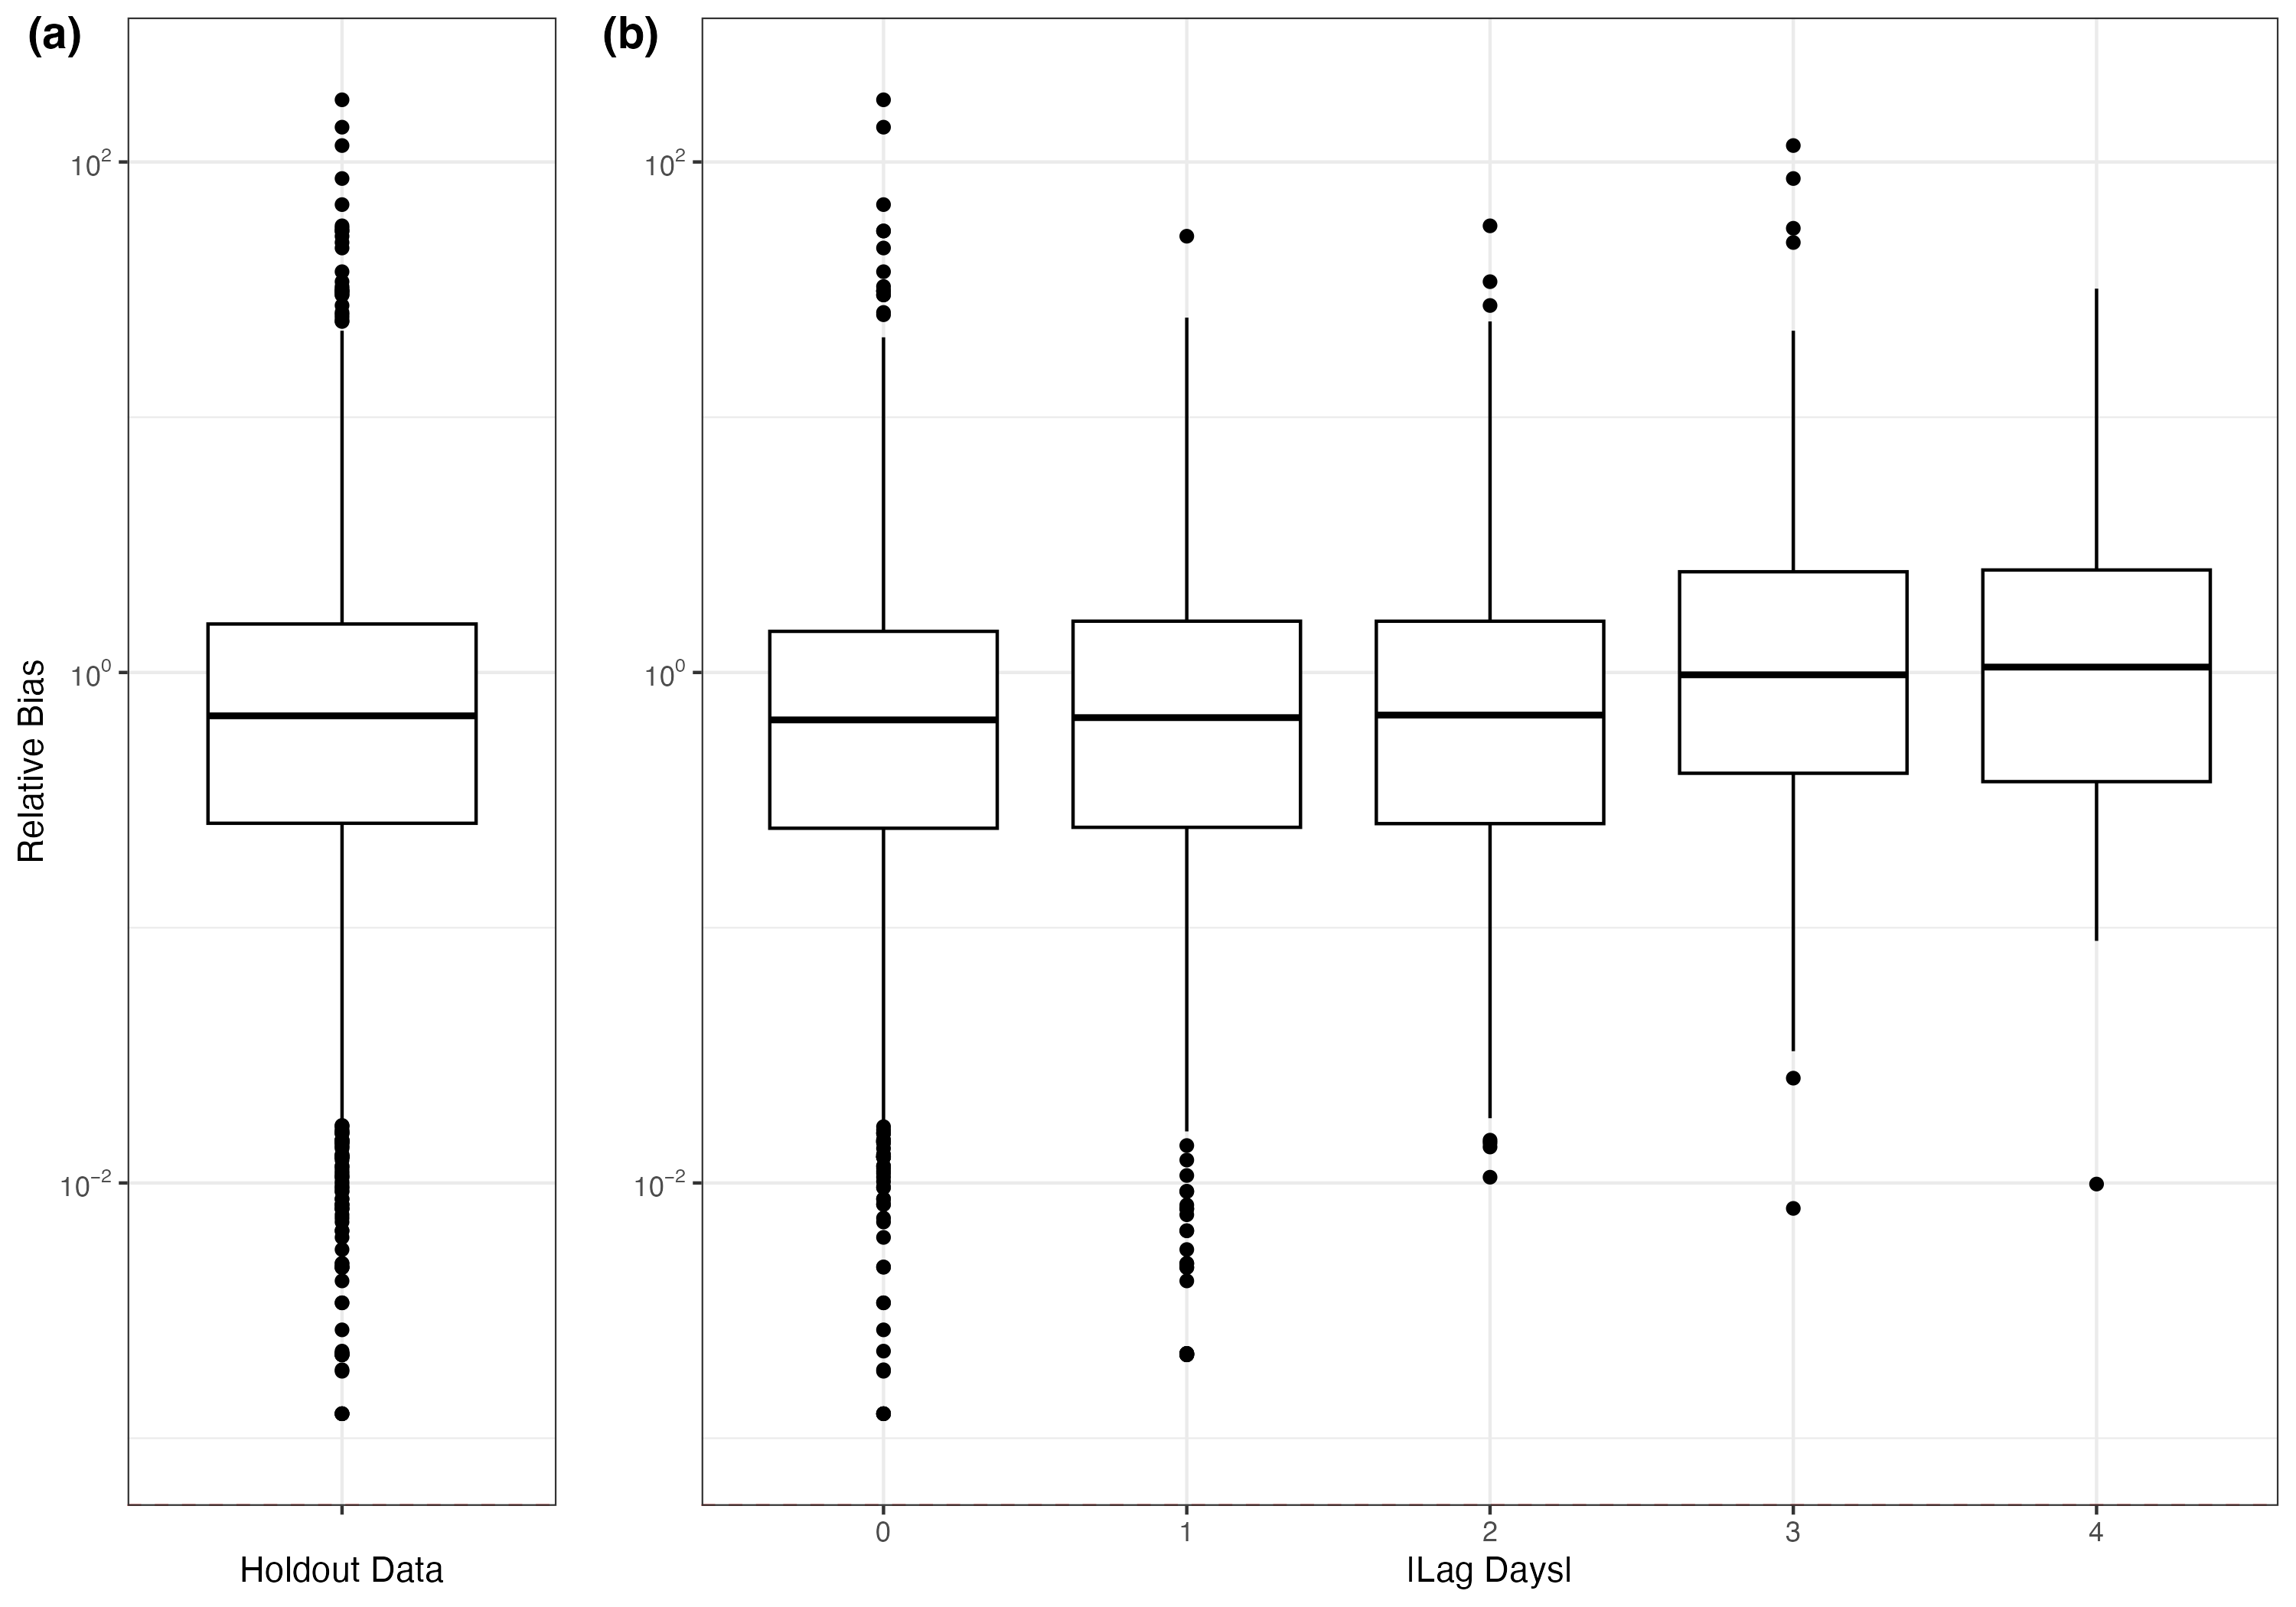 (a)
(b)
10²
10⁰
10⁻²
Relative Bias
Holdout Data
10²
10⁰
10⁻²
0 1 2 3 4
|Lag Days|